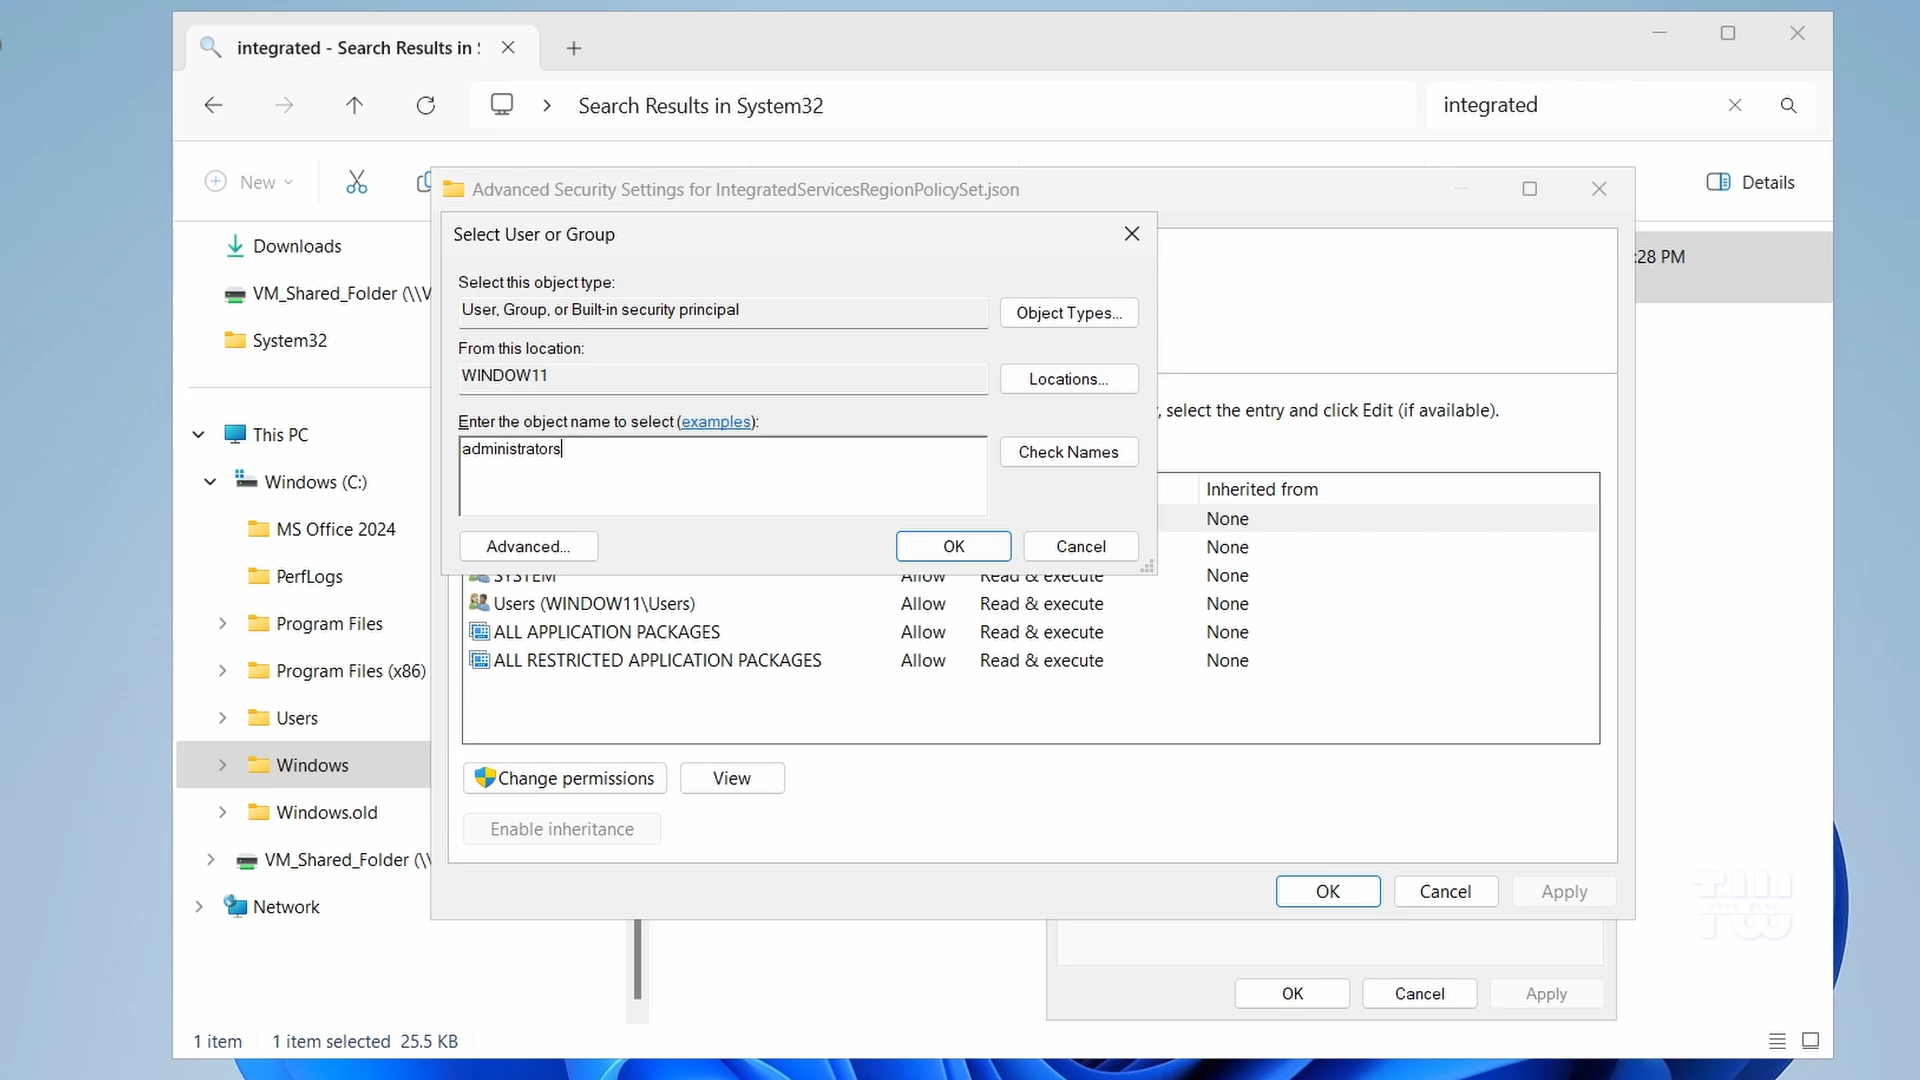 integrated - Search Results in
Search Results in System32
integrated
New
Details
Downloads
VM_Shared_Folder (\\V
System32
This PC
Windows (C:)
MS Office 2024
PerfLogs
Program Files
Program Files (x86)
Users
Windows
Windows.old
VM_Shared_Folder (\\
Network
1 item
1 item selected 25.5 KB
:28 PM
Advanced Security Settings for IntegratedServicesRegionPolicySet.json
Select User or Group
Select this object type:
User, Group, or Built-in security principal
Object Types...
From this location:
WINDOW11
Locations...
Enter the object name to select (examples):
administrators
Check Names
Advanced...
OK
Cancel
, select the entry and click Edit (if available).
Inherited from
None
None
SYSTEM Allow Read & execute None
Users (WINDOW11\Users) Allow Read & execute None
ALL APPLICATION PACKAGES Allow Read & execute None
ALL RESTRICTED APPLICATION PACKAGES Allow Read & execute None
Change permissions
View
Enable inheritance
OK
Cancel
Apply
OK
Cancel
Apply